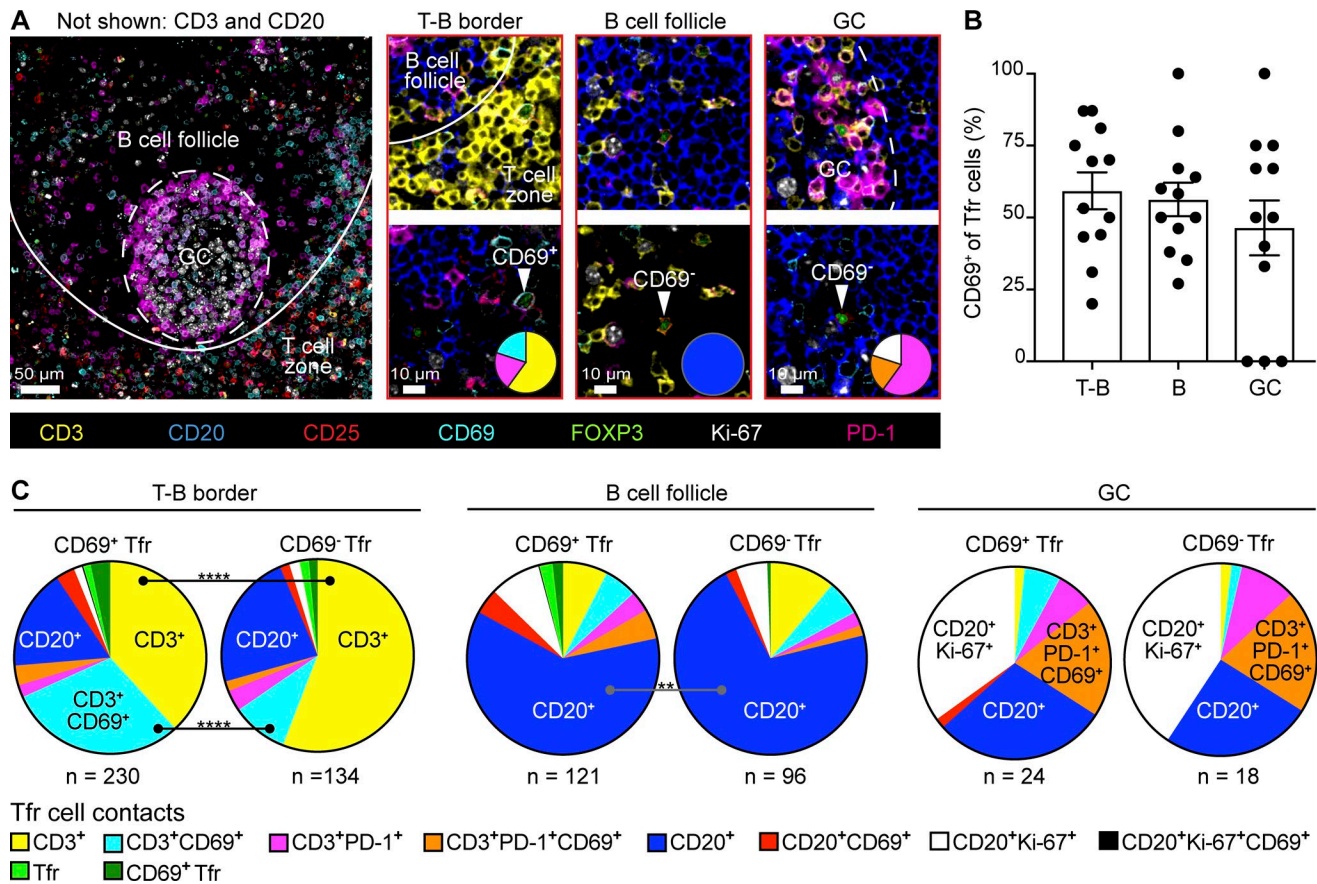 A
Not shown: CD3 and CD20
T-B border
B cell follicle
GC
B cell follicle
GC
T cell zone
50 µm
B cell follicle
T cell zone
GC
CD69⁺
10 µm
CD69⁻
10 µm
CD69⁻
10 µm
CD3 CD20 CD25 CD69 FOXP3 Ki-67 PD-1
B
CD69⁺ of Tfr cells (%)
100
75
50
25
0
T-B B GC
C
T-B border
B cell follicle
GC
CD69⁺ Tfr
CD69⁻ Tfr
CD69⁺ Tfr
CD69⁻ Tfr
CD69⁺ Tfr
CD69⁻ Tfr
****
CD3⁺
CD3⁺
CD20⁺
CD20⁺
CD3⁺
CD69⁺
****
**
CD20⁺
CD20⁺
CD20⁺
Ki-67⁺
CD3⁺
PD-1⁺
CD69⁺
CD20⁺
CD20⁺
Ki-67⁺
CD3⁺
PD-1⁺
CD69⁺
CD20⁺
n = 230
n =134
n = 121
n = 96
n = 24
n = 18
Tfr cell contacts
CD3⁺ CD3⁺CD69⁺ CD3⁺PD-1⁺ CD3⁺PD-1⁺CD69⁺ CD20⁺ CD20⁺CD69⁺ CD20⁺Ki-67⁺ CD20⁺Ki-67⁺CD69⁺
Tfr CD69⁺ Tfr